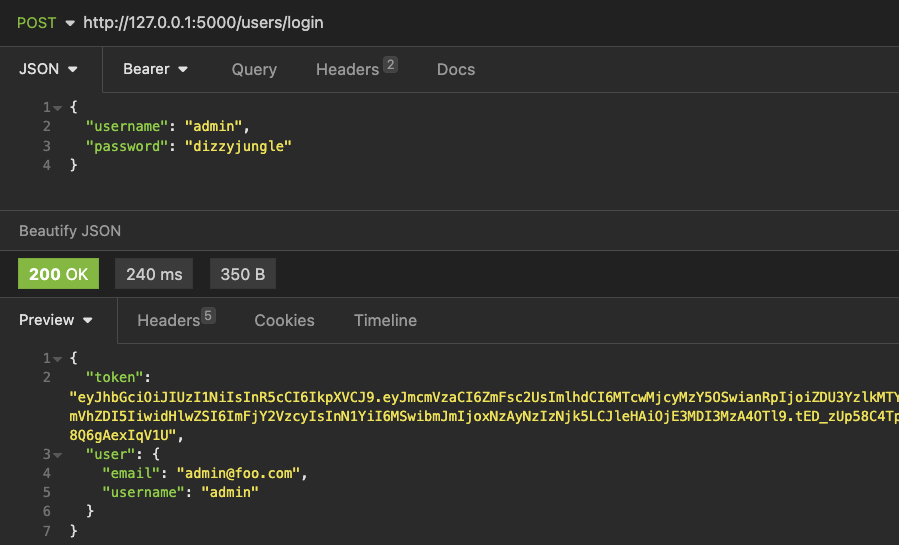 POST http://127.0.0.1:5000/users/login
JSON Bearer Query Headers 2 Docs
1 {
2 "username": "admin",
3 "password": "dizzyjungle"
4 }
Beautify JSON
200 OK 240 ms 350 B
Preview Headers 5 Cookies Timeline
1 {
2 "token":
"eyJhbGciOiJIUzI1NiIsInR5cCI6IkpXVCJ9.eyJmcmVzaCI6ZmFsc2UsImlhdCI6MTcwMjcyMzY5OSwianRpIjoiZDU3YzlkMTY
mVhZDI5IiwidHlwZSI6ImFjY2VzcyIsInN1YiI6MSwibmJmIjoxNzAyNzIzNjk5LCJleHAiOjE3MDI3MzA4OTl9.tED_zUp58C4Tp
8Q6gAexIqV1U",
3 "user": {
4 "email": "admin@foo.com",
5 "username": "admin"
6 }
7 }